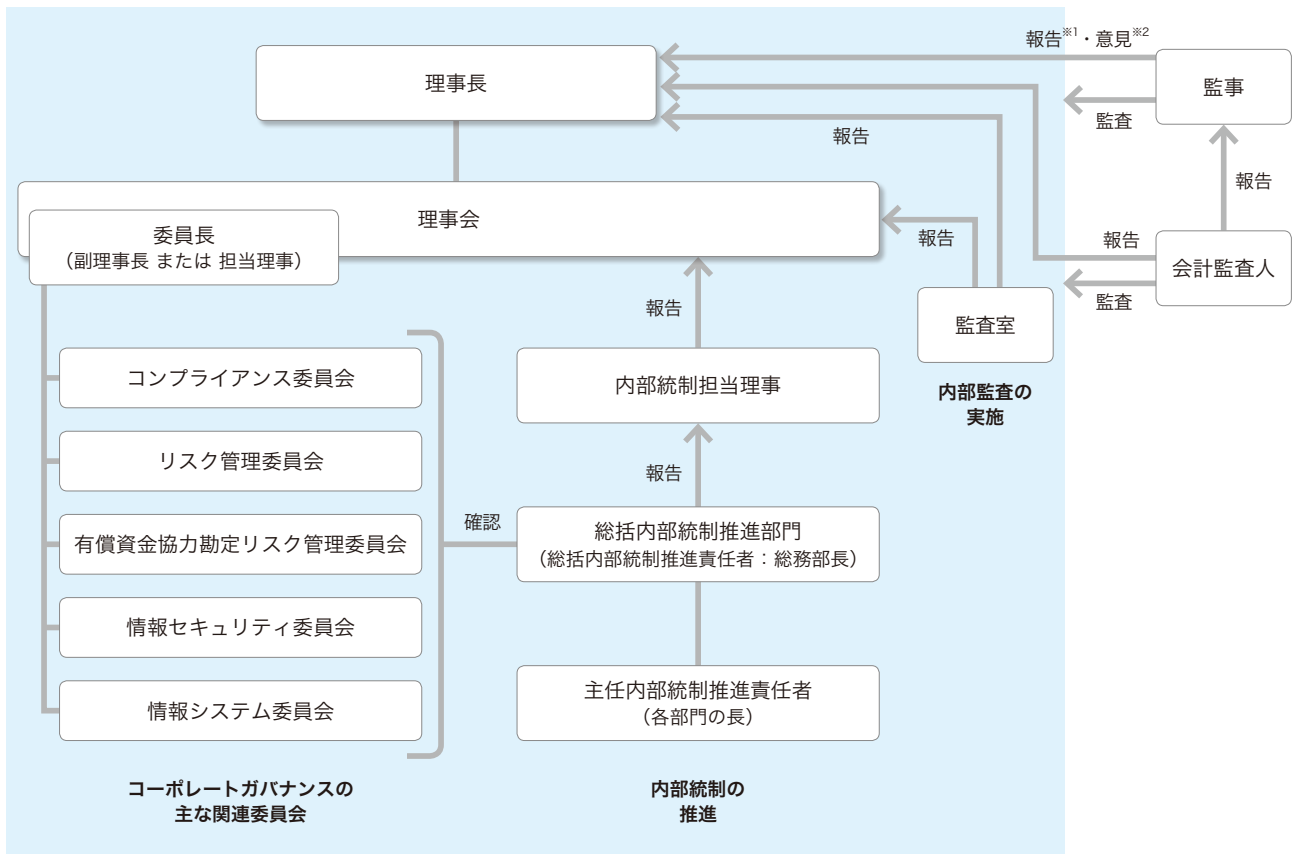 報告※1・意見※2
理事長
監事
監査
報告
報告
理事会
委員長
（副理事長 または 担当理事）
報告
報告
会計監査人
監査
報告
監査室
コンプライアンス委員会
内部統制担当理事
内部監査の
実施
リスク管理委員会
報告
確認
有償資金協力勘定リスク管理委員会
総括内部統制推進部門
（総括内部統制推進責任者：総務部長）
情報セキュリティ委員会
主任内部統制推進責任者
（各部門の長）
情報システム委員会
コーポレートガバナンスの
主な関連委員会
内部統制の
推進